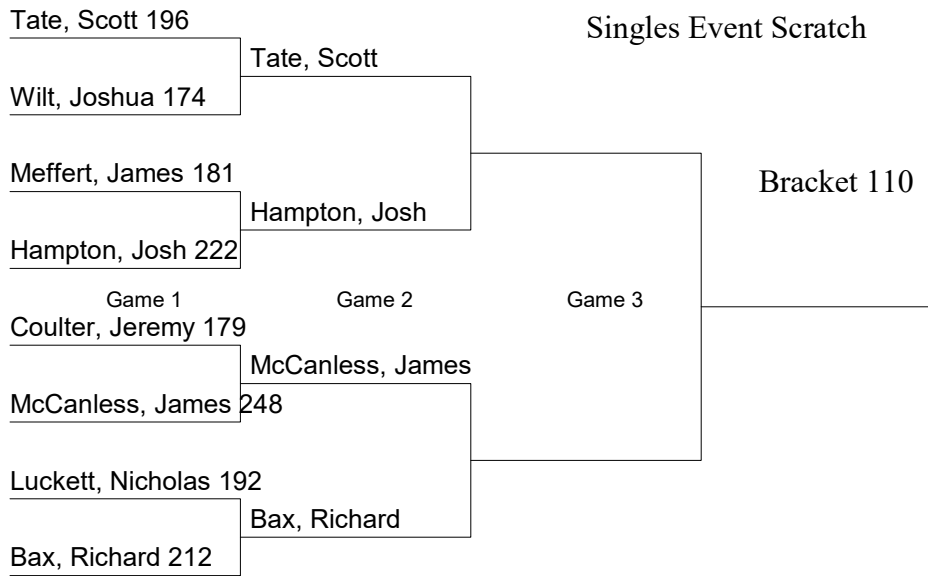 Tate, Scott 196
Singles Event Scratch
Tate, Scott
Wilt, Joshua 174
Meffert, James 181
Bracket 110
Hampton, Josh
Hampton, Josh 222
Game 1
Game 2
Game 3
Coulter, Jeremy 179
McCanless, James
McCanless, James 248
Luckett, Nicholas 192
Bax, Richard
Bax, Richard 212